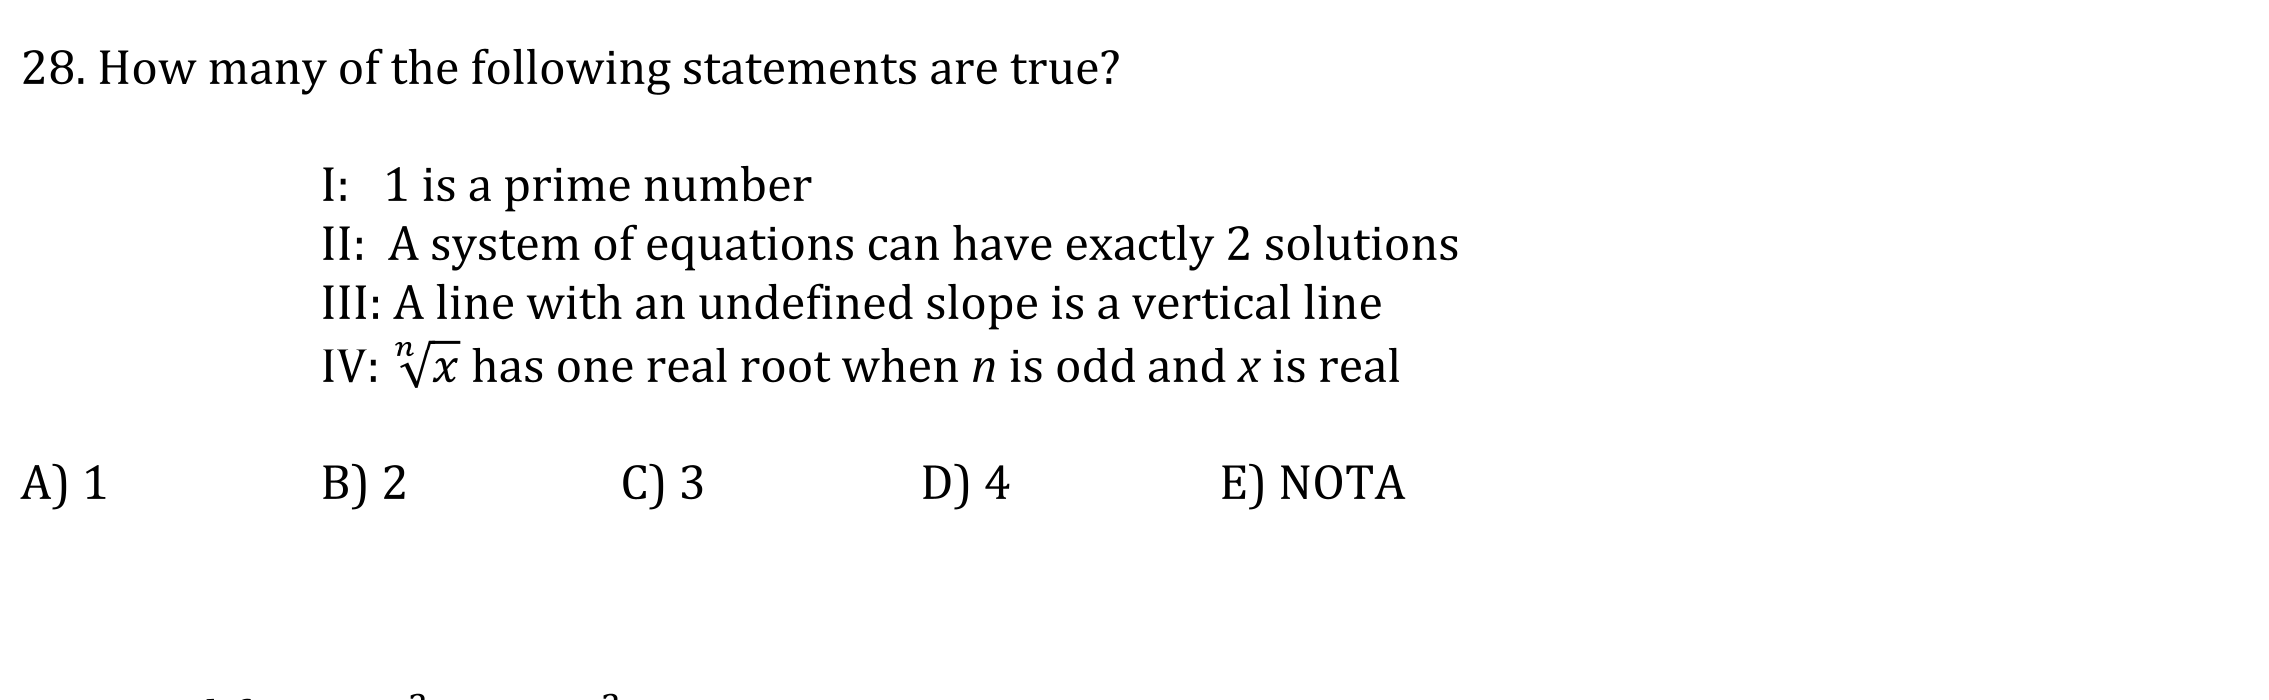 28. How many of the following statements are true?
I: 1 is a prime number
II: A system of equations can have exactly 2 solutions
III: A line with an undefined slope is a vertical line
IV: ⁿ√x has one real root when n is odd and x is real
A) 1 B) 2 C) 3 D) 4 E) NOTA